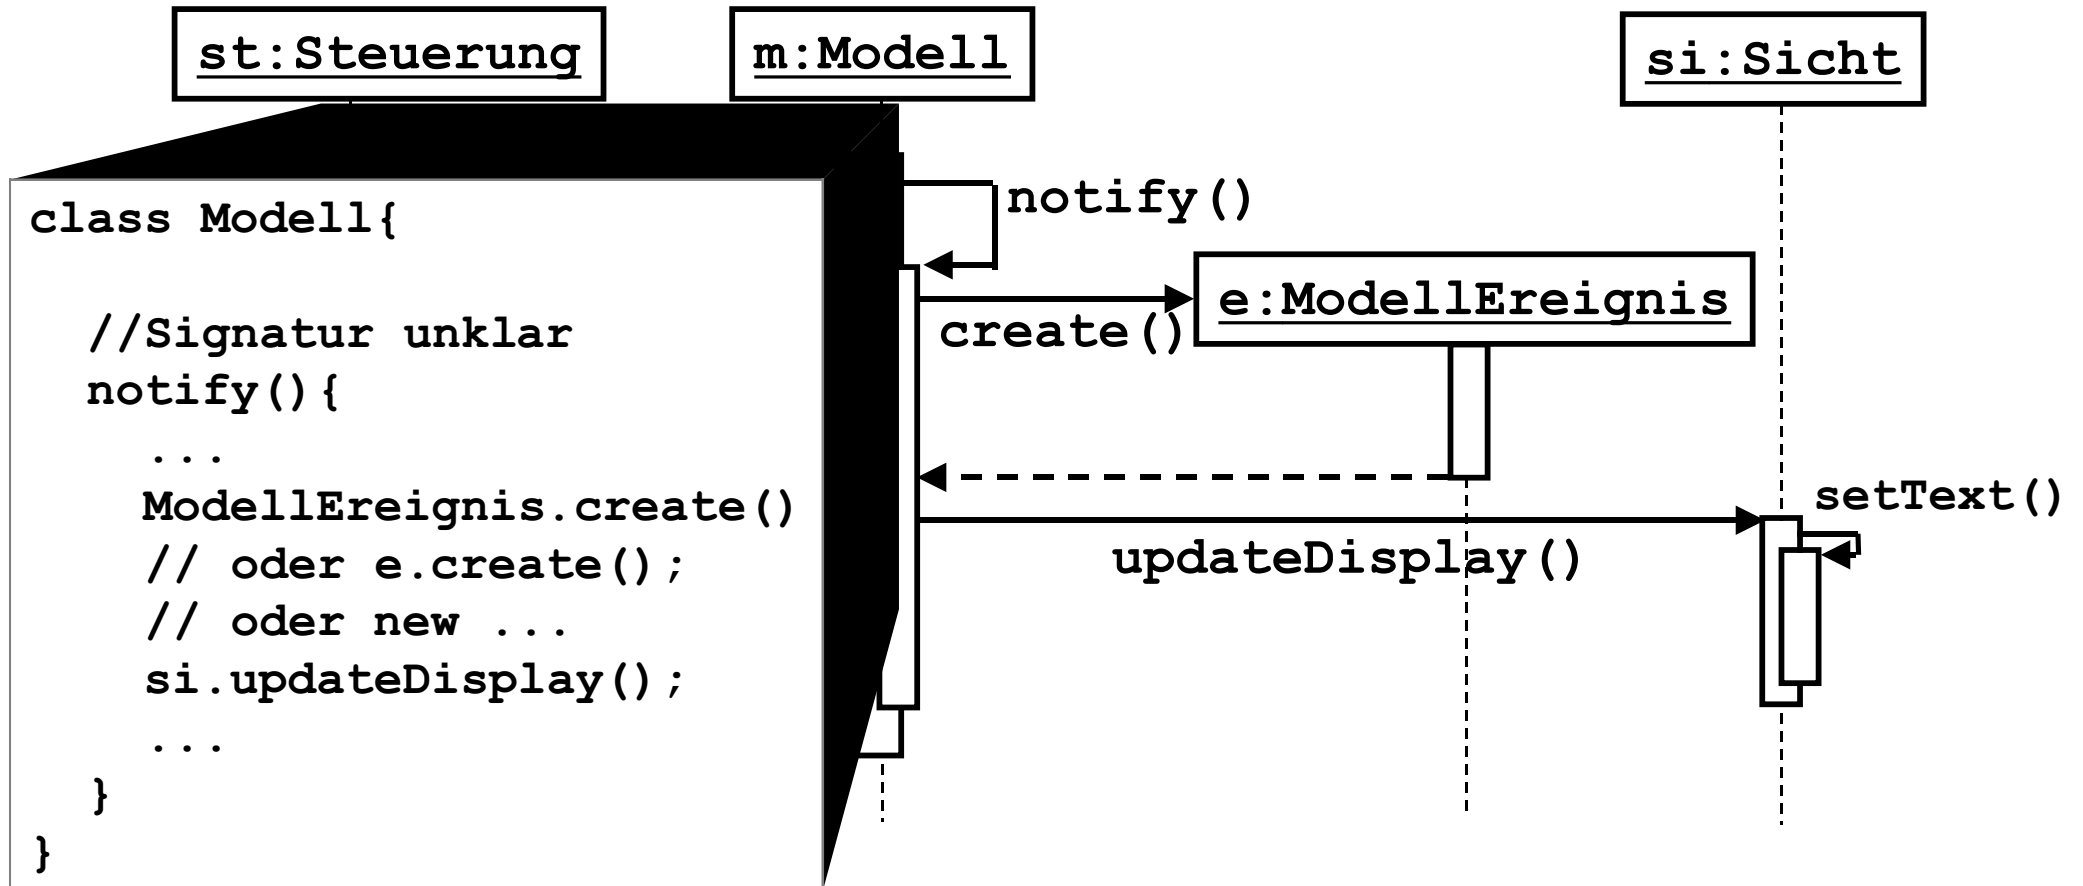 st:Steuerung
m:Modell
si:Sicht
notify()
e:ModellEreignis
create()
setText()
updateDisplay()
class Modell{
//Signatur unklar
notify(){
...
ModellEreignis.create()
// oder e.create();
// oder new ...
si.updateDisplay();
...
}
}